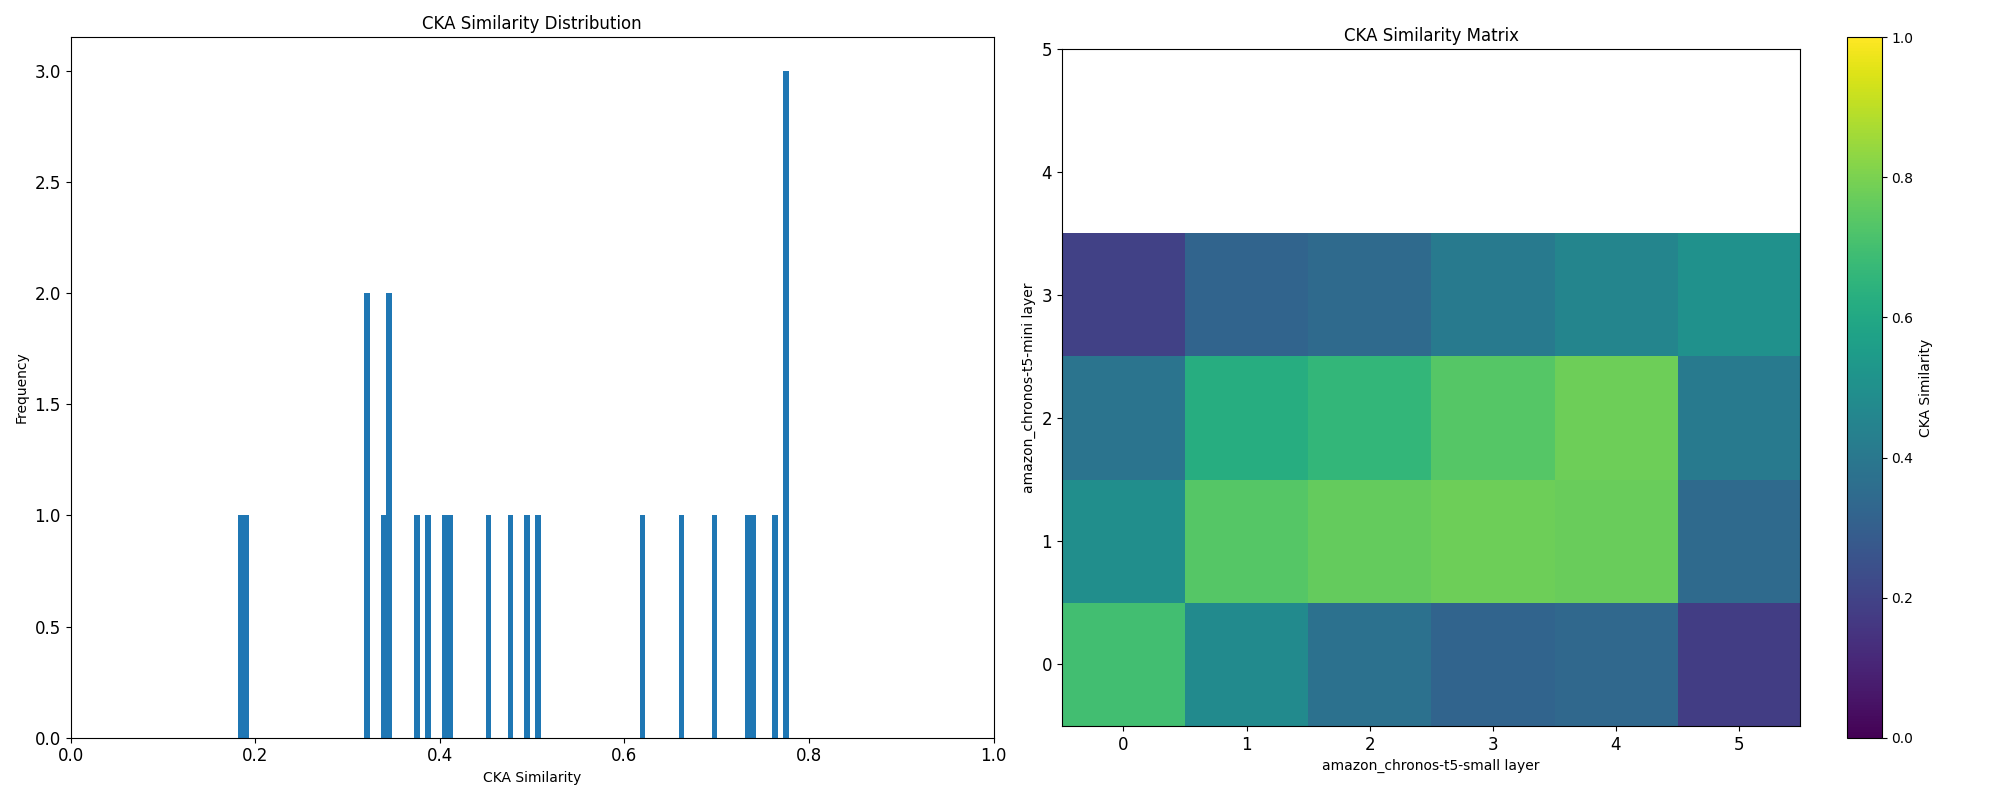 CKA Similarity Distribution
3.0
2.5
2.0
1.5
1.0
0.5
0.0
Frequency
0.0 0.2 0.4 0.6 0.8 1.0
CKA Similarity
CKA Similarity Matrix
5
4
3
2
1
0
amazon_chronos-t5-mini layer
0 1 2 3 4 5
amazon_chronos-t5-small layer
1.0
0.8
0.6
0.4
0.2
0.0
CKA Similarity